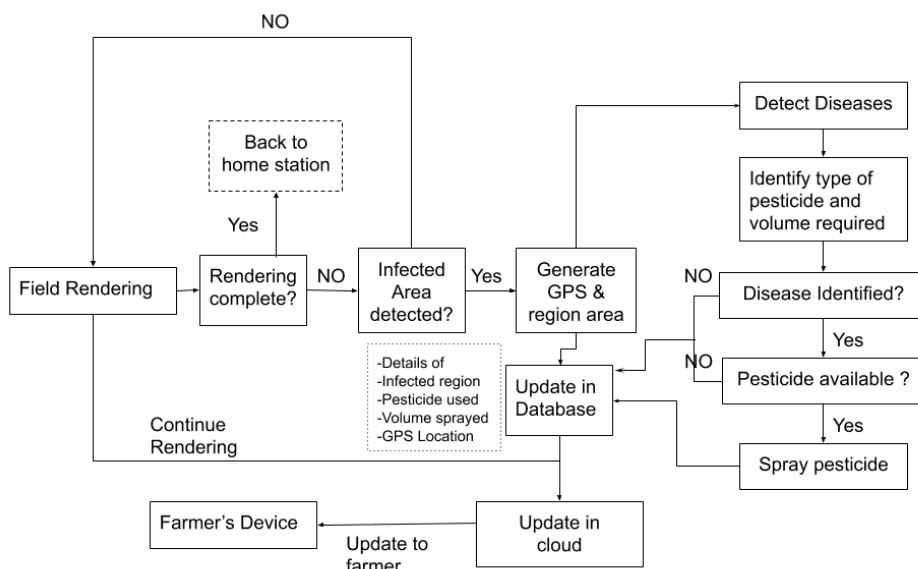 NO
Detect Diseases
Back to
home station
Identify type of
pesticide and
volume required
Yes
Field Rendering
Rendering
complete?
NO
Infected
Area
detected?
Yes
Generate
GPS &
region area
NO
Disease Identified?
Yes
-Details of
-Infected region
-Pesticide used
-Volume sprayed
-GPS Location
Update in
Database
NO
Pesticide available ?
Yes
Continue
Rendering
Spray pesticide
Farmer's Device
Update to
farmer
Update in
cloud